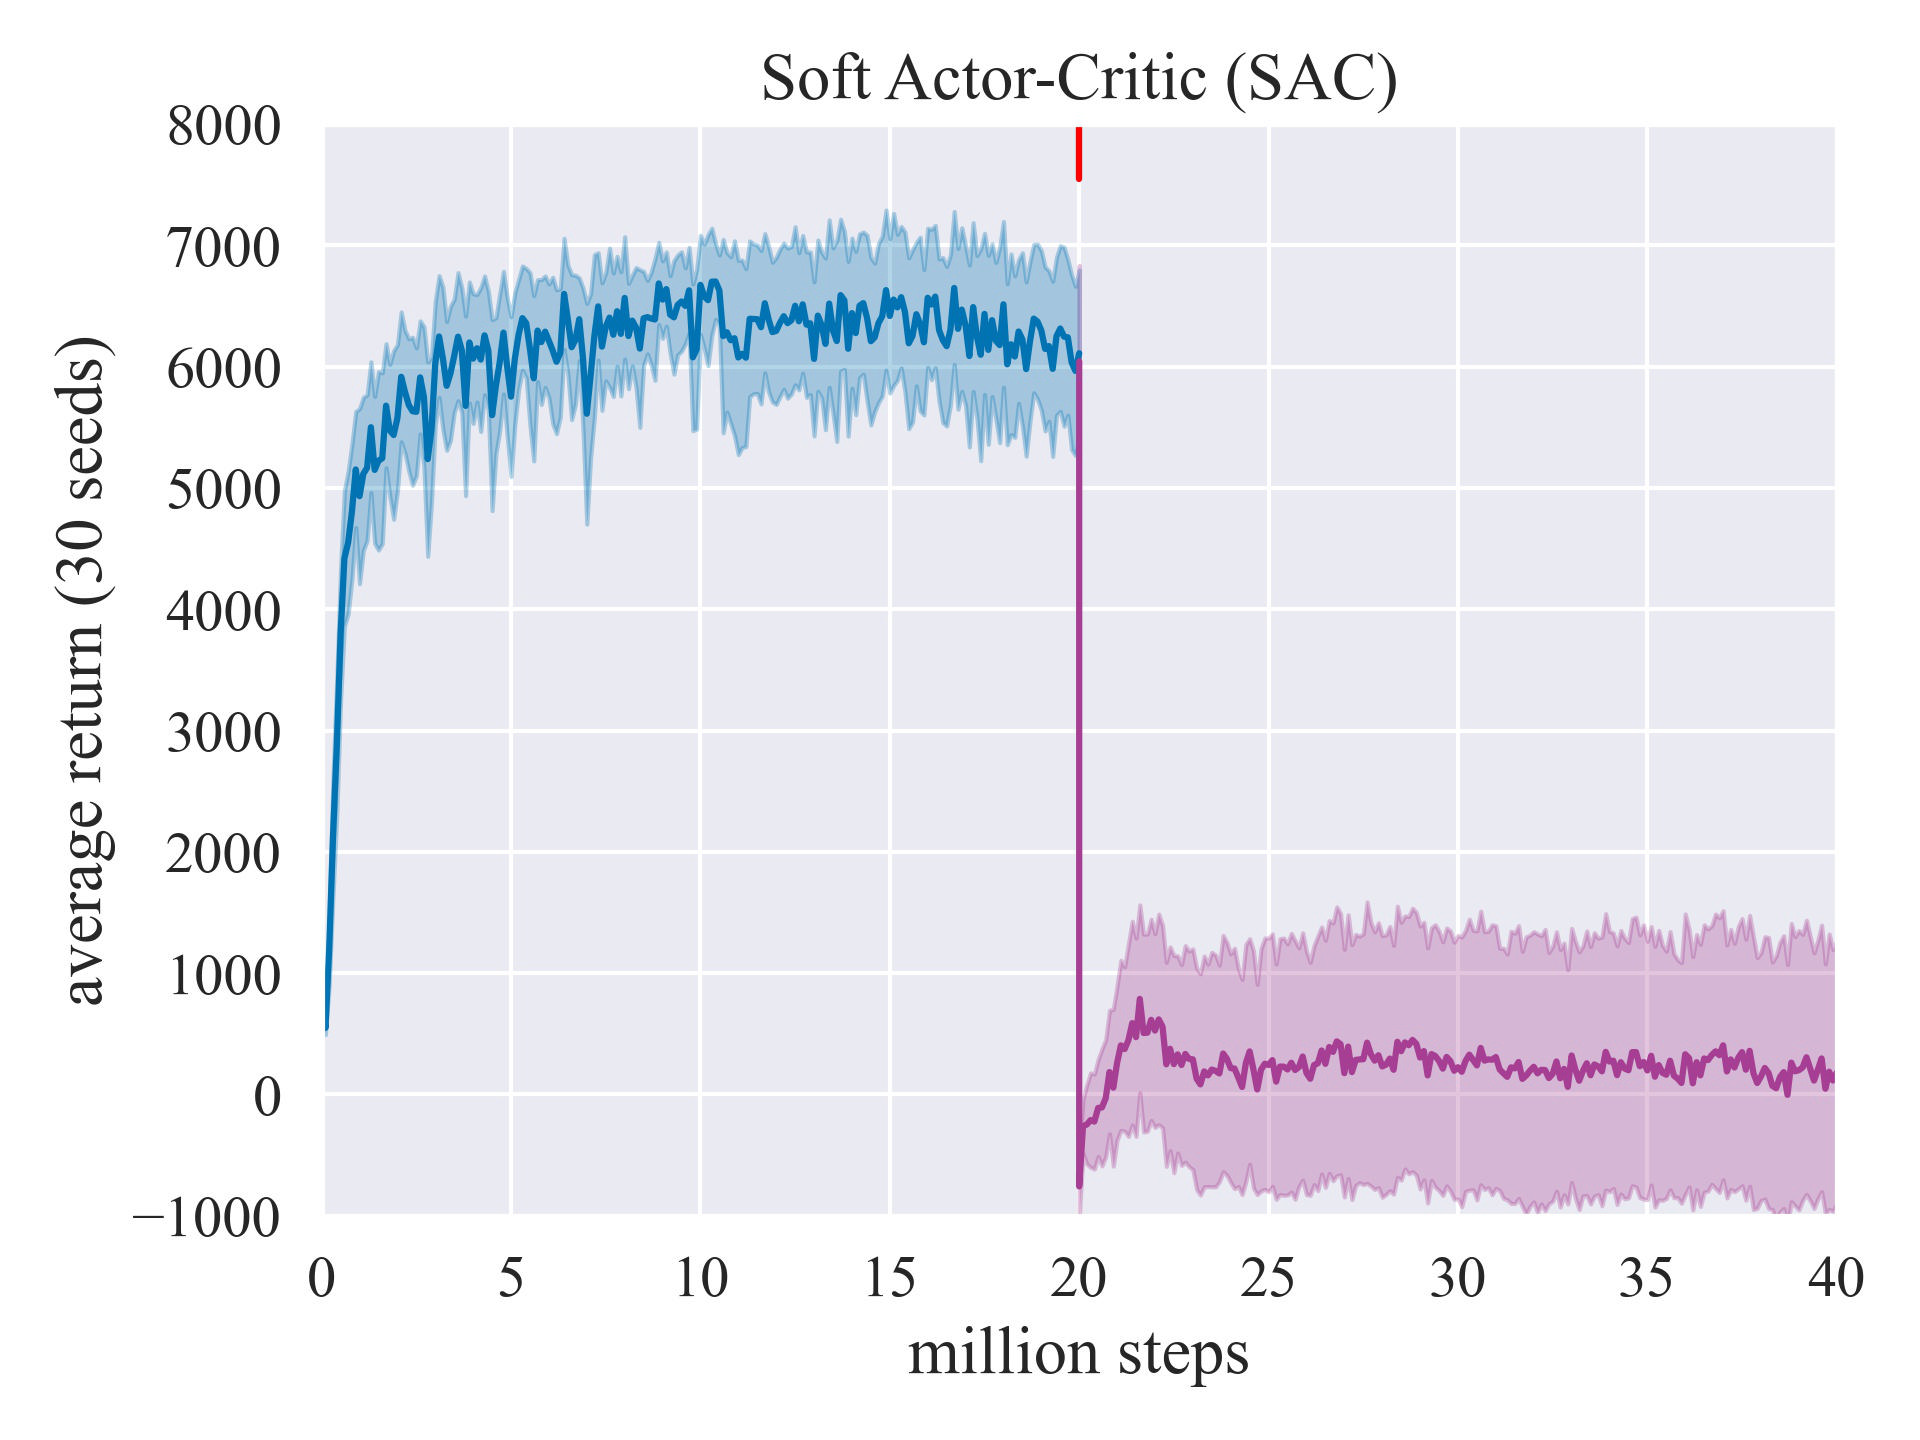 Soft Actor-Critic (SAC)
8000
7000
6000
5000
4000
3000
2000
1000
0
−1000
average return (30 seeds)
0 5 10 15 20 25 30 35 40
million steps